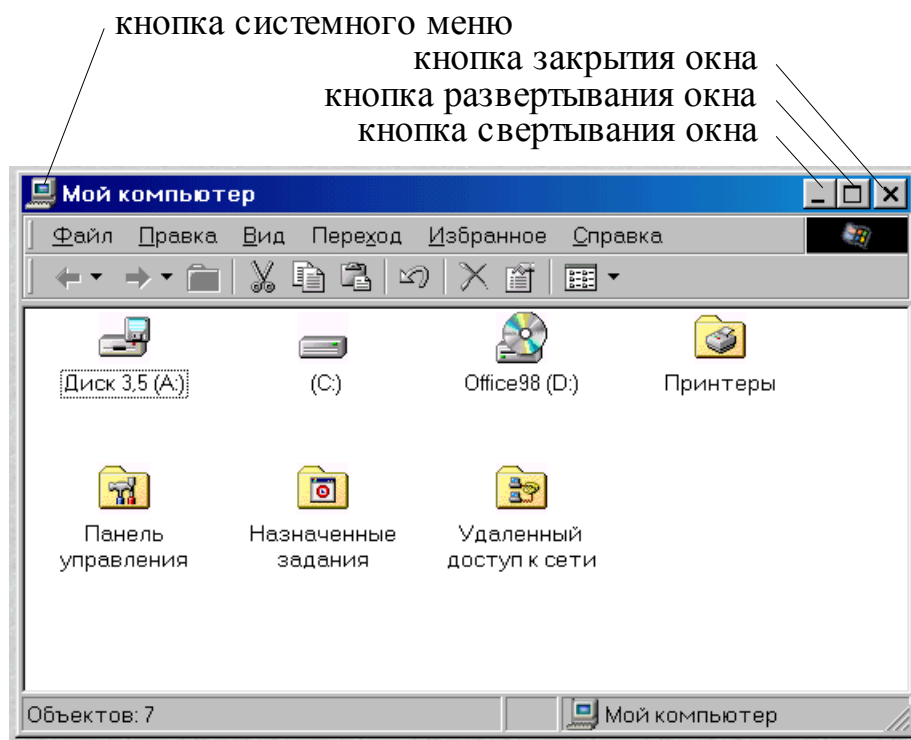 кнопка системного меню
кнопка закрытия окна
кнопка развертывания окна
кнопка свертывания окна
Мой компьютер
Файл Правка Вид Переход Избранное Справка
Диск 3,5 (A:) (C:) Office98 (D:) Принтеры
Панель Назначенные Удаленный
управления задания доступ к сети
Объектов: 7 Мой компьютер